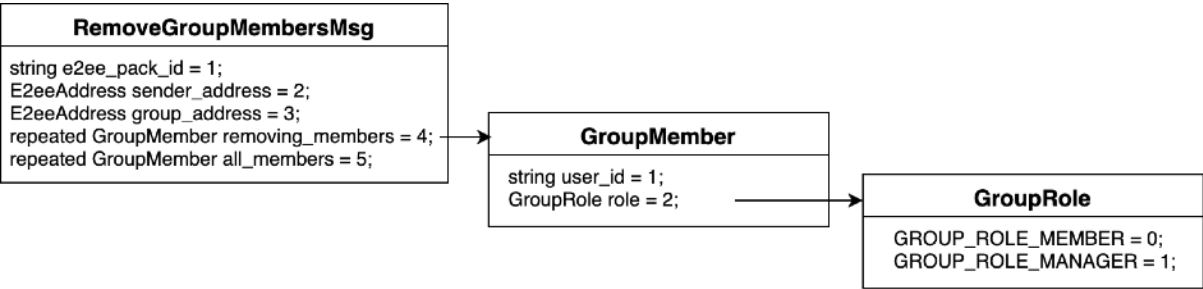 RemoveGroupMembersMsg
string e2ee_pack_id = 1;
E2eeAddress sender_address = 2;
E2eeAddress group_address = 3;
repeated GroupMember removing_members = 4;
repeated GroupMember all_members = 5;
GroupMember
string user_id = 1;
GroupRole role = 2;
GroupRole
GROUP_ROLE_MEMBER = 0;
GROUP_ROLE_MANAGER = 1;